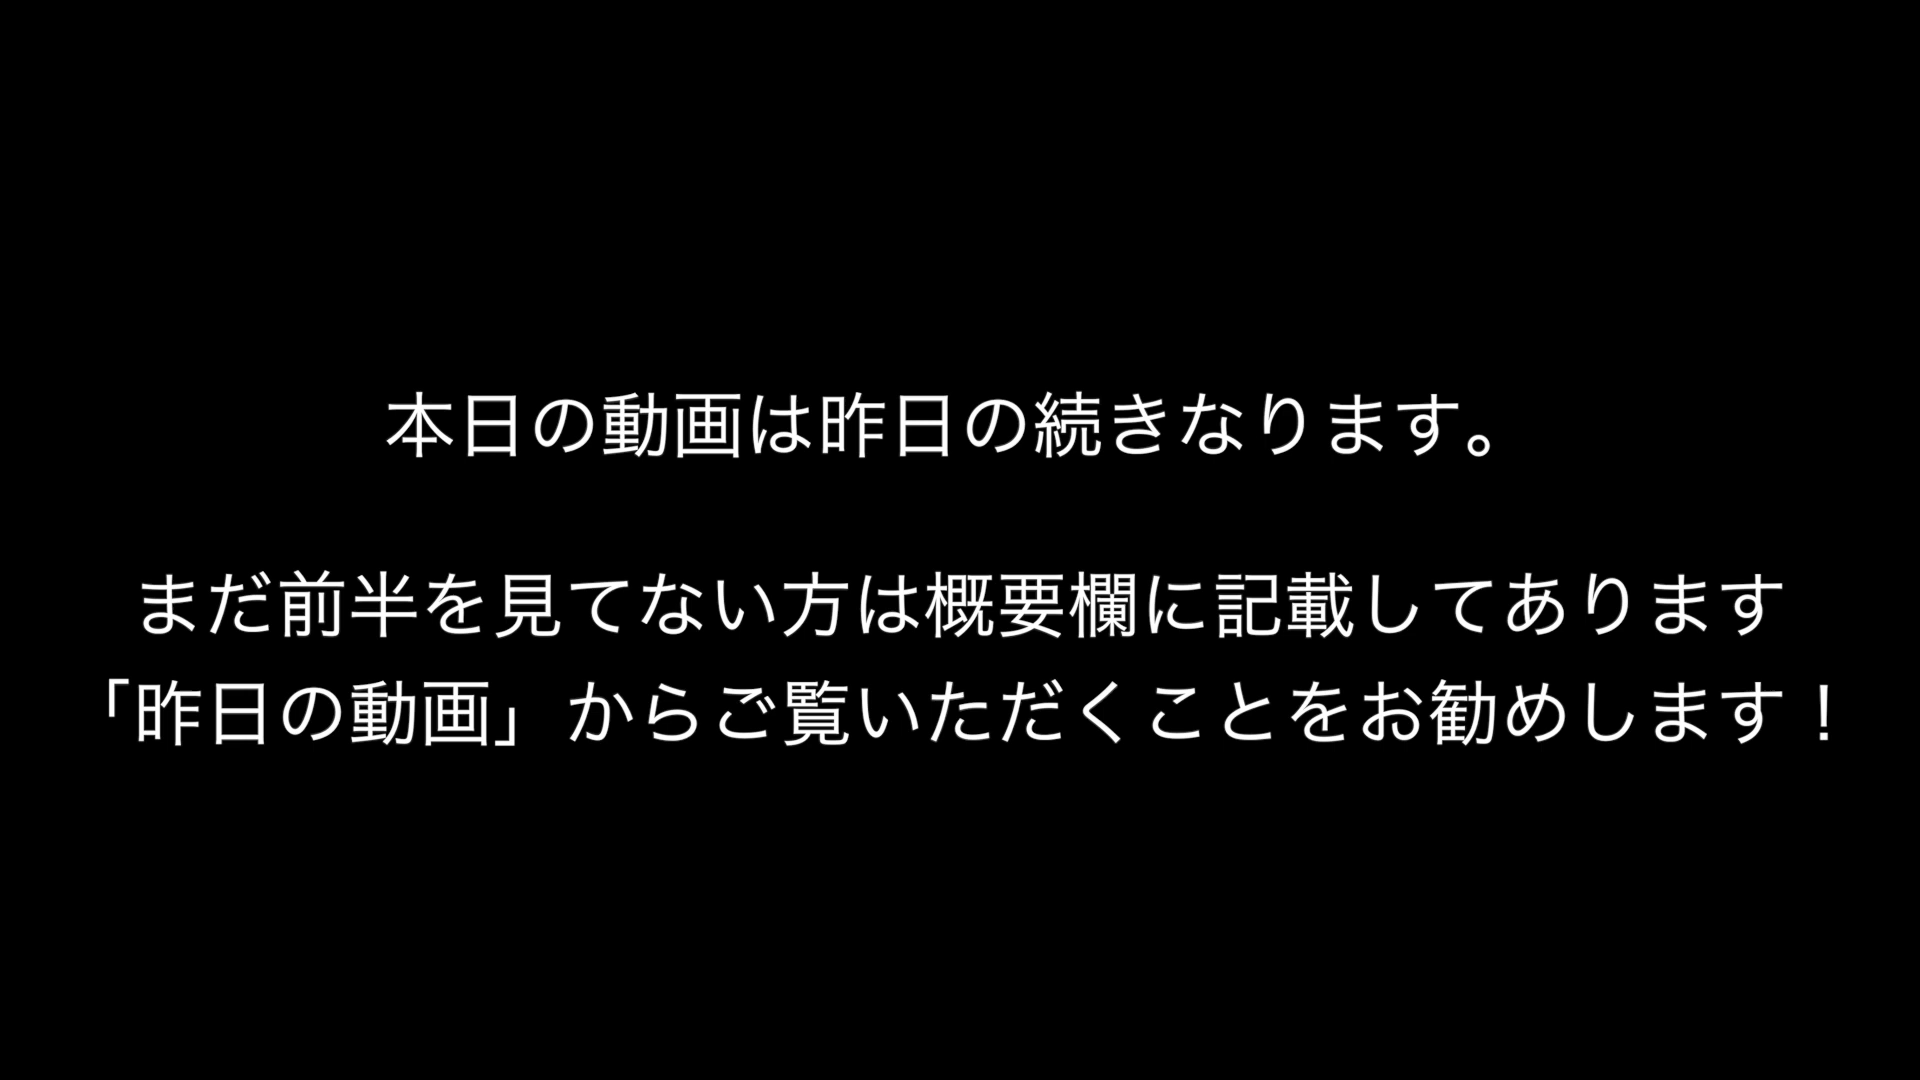 本日の動画は昨日の続きなります。
まだ前半を見てない方は概要欄に記載してあります
「昨日の動画」からご覧いただくことをお勧めします！